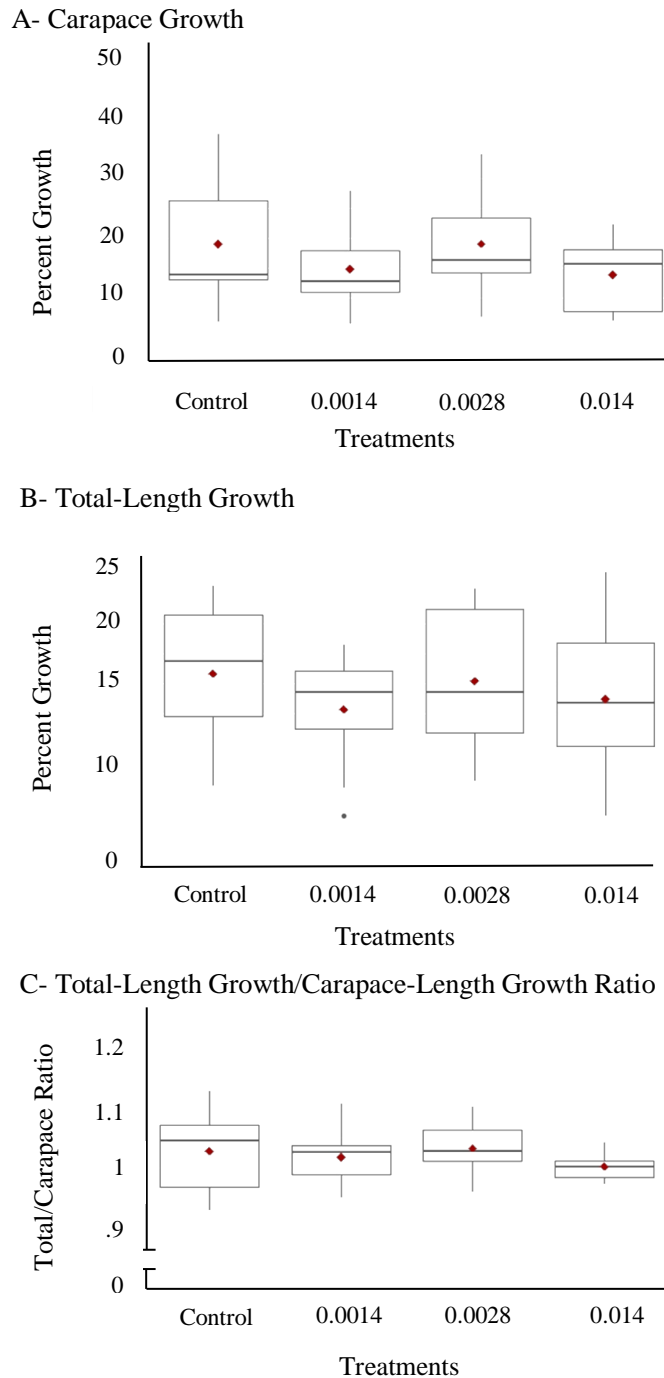 A- Carapace Growth
50
40
30
20
10
0
Percent Growth
Control 0.0014 0.0028 0.014
Treatments
B- Total-Length Growth
25
20
15
10
0
Percent Growth
Control 0.0014 0.0028 0.014
Treatments
C- Total-Length Growth/Carapace-Length Growth Ratio
1.2
1.1
1
.9
0
Total/Carapace Ratio
Control 0.0014 0.0028 0.014
Treatments